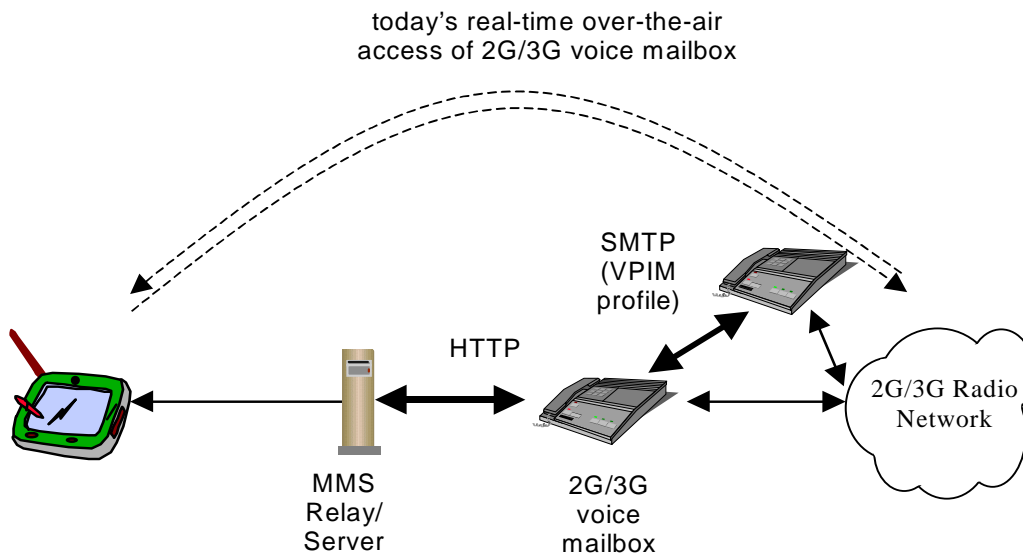 today's real-time over-the-air
access of 2G/3G voice mailbox
SMTP
(VPIM
profile)
HTTP
2G/3G Radio
Network
MMS
Relay/
Server
2G/3G
voice
mailbox